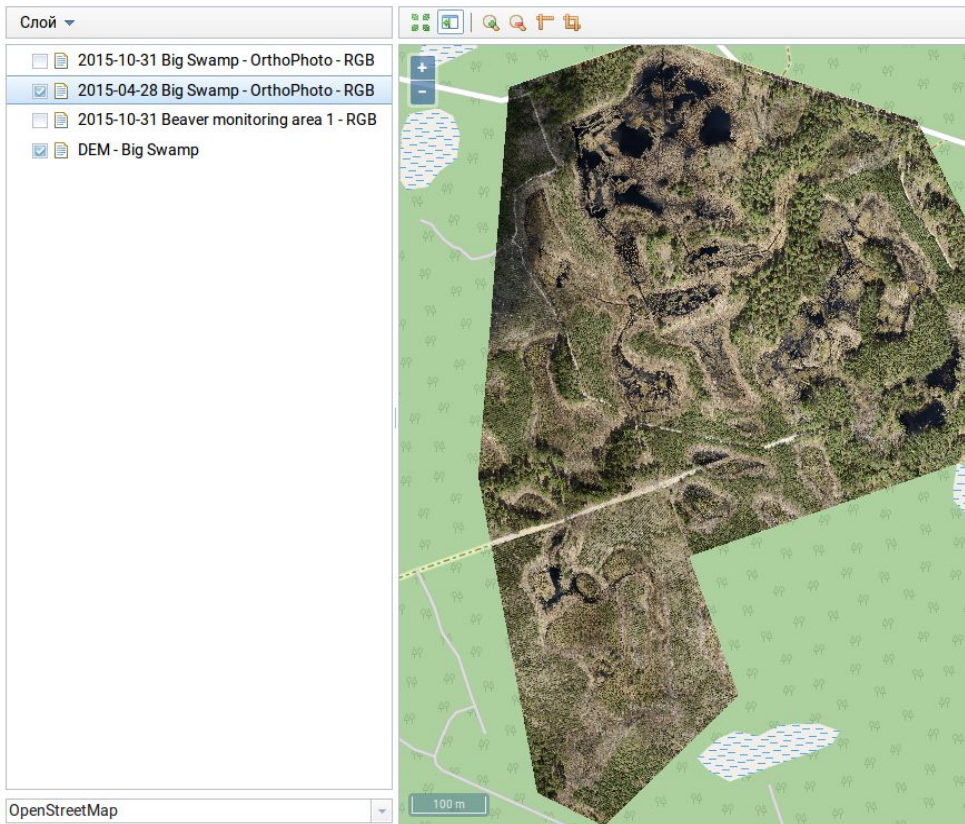 Слой
2015-10-31 Big Swamp - OrthoPhoto - RGB
2015-04-28 Big Swamp - OrthoPhoto - RGB
2015-10-31 Beaver monitoring area 1 - RGB
DEM - Big Swamp
+
−
100 m
OpenStreetMap